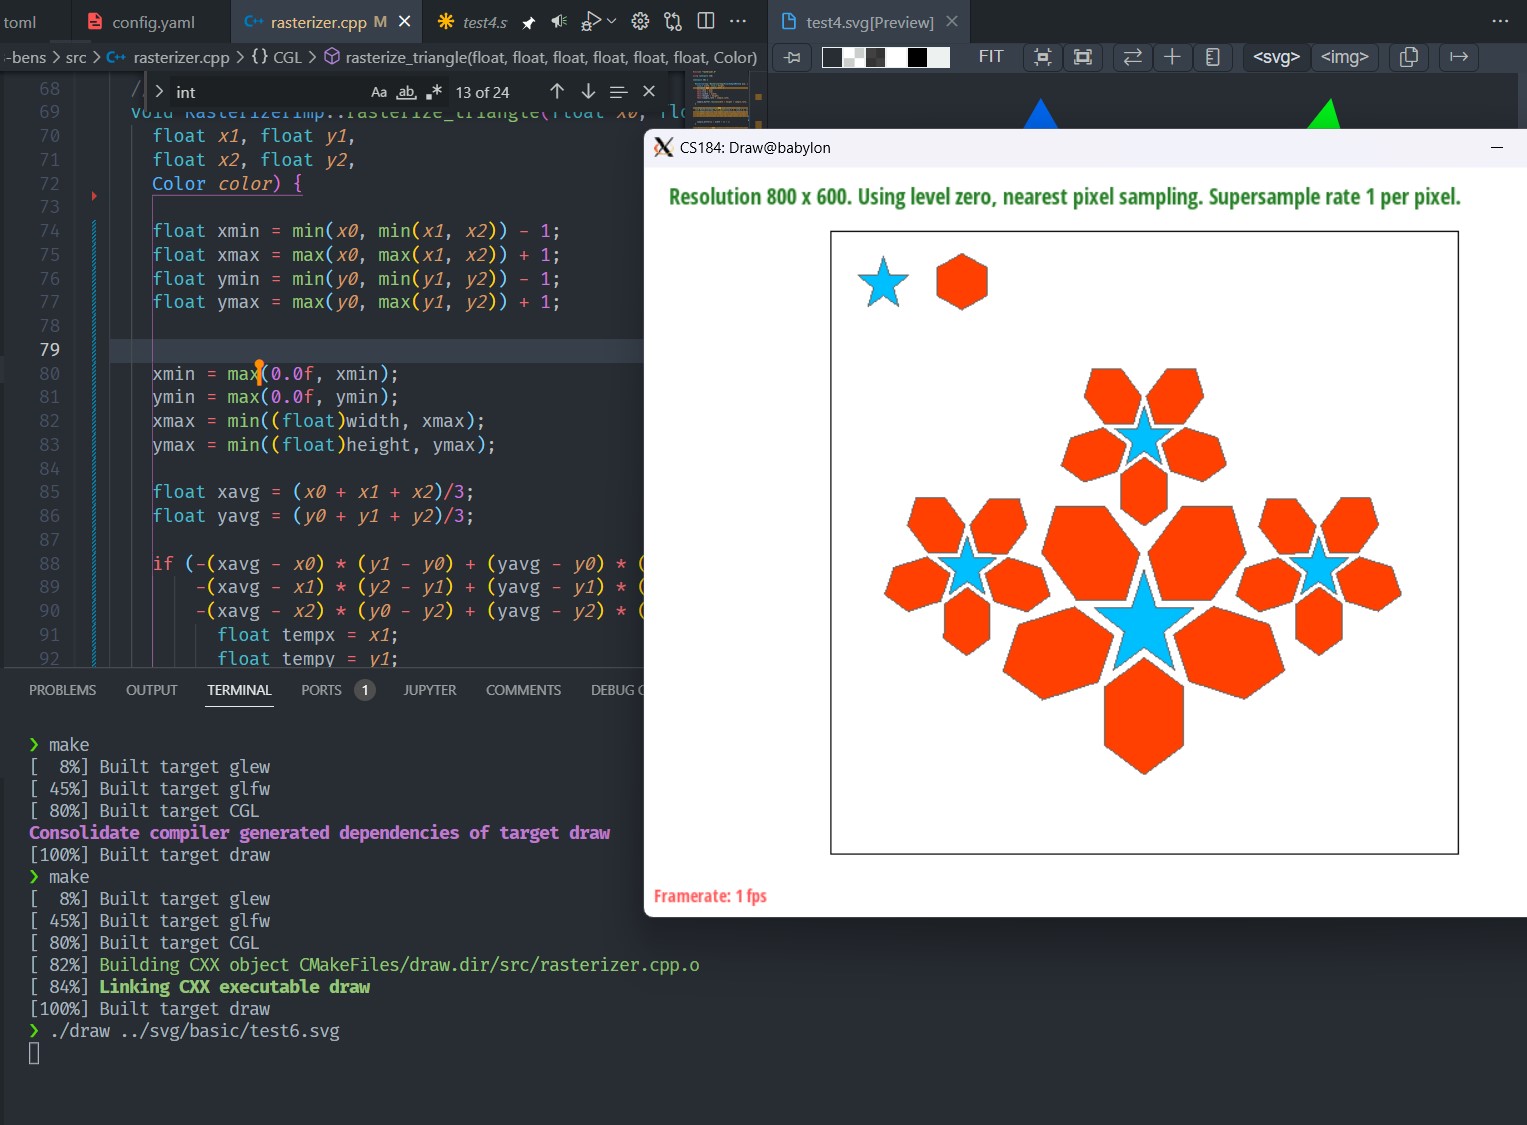 toml
config.yaml
C++ rasterizer.cpp M
test4.s
test4.svg[Preview]
-bens > src > C++ rasterizer.cpp > {} CGL > rasterize_triangle(float, float, float, float, float, float, Color)
FIT
<svg>
<img>
int
Aa ab. .*
13 of 24
68 //
69 void RasterizerImp::rasterize_triangle(float x0, flo
70 float x1, float y1,
71 float x2, float y2,
72 Color color) {
73
74 float xmin = min(x0, min(x1, x2)) - 1;
75 float xmax = max(x0, max(x1, x2)) + 1;
76 float ymin = min(y0, min(y1, y2)) - 1;
77 float ymax = max(y0, max(y1, y2)) + 1;
78
79
80 xmin = max(0.0f, xmin);
81 ymin = max(0.0f, ymin);
82 xmax = min((float)width, xmax);
83 ymax = min((float)height, ymax);
84
85 float xavg = (x0 + x1 + x2)/3;
86 float yavg = (y0 + y1 + y2)/3;
87
88 if (-(xavg - x0) * (y1 - y0) + (yavg - y0) * (
89 -(xavg - x1) * (y2 - y1) + (yavg - y1) * (
90 -(xavg - x2) * (y0 - y2) + (yavg - y2) * (
91 float tempx = x1;
92 float tempy = y1;
PROBLEMS OUTPUT TERMINAL PORTS 1 JUPYTER COMMENTS DEBUG C
❯ make
[  8%] Built target glew
[ 45%] Built target glfw
[ 80%] Built target CGL
Consolidate compiler generated dependencies of target draw
[100%] Built target draw
❯ make
[  8%] Built target glew
[ 45%] Built target glfw
[ 80%] Built target CGL
[ 82%] Building CXX object CMakeFiles/draw.dir/src/rasterizer.cpp.o
[ 84%] Linking CXX executable draw
[100%] Built target draw
❯ ./draw ../svg/basic/test6.svg
CS184: Draw@babylon
Resolution 800 x 600. Using level zero, nearest pixel sampling. Supersample rate 1 per pixel.
Framerate: 1 fps